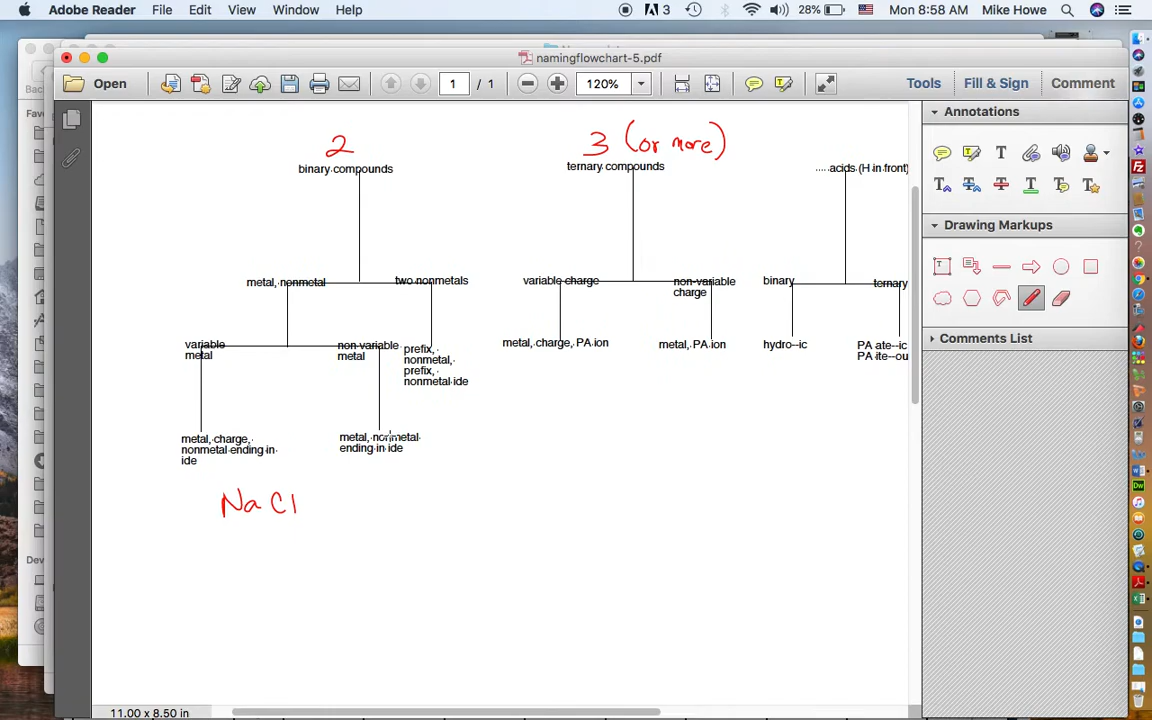 Adobe Reader File Edit View Window Help 3 28% Mon 8:58 AM Mike Howe
namingflowchart-5.pdf
Open 1 / 1 120% Tools Fill & Sign Comment
Annotations
Drawing Markups
Comments List
2
3 (or more)
binary compounds
ternary compounds
.... acids (H in front)
metal, nonmetal
two nonmetals
variable charge
non-variable
charge
binary
ternary
variable
metal
non variable
metal
prefix,
nonmetal,
prefix,
nonmetal ide
metal, charge, PA ion
metal, PA ion
hydro--ic
PA ate--ic
PA ite--ou
metal, charge,
nonmetal ending in
ide
metal, nonmetal
ending in ide
NaCl
11.00 x 8.50 in